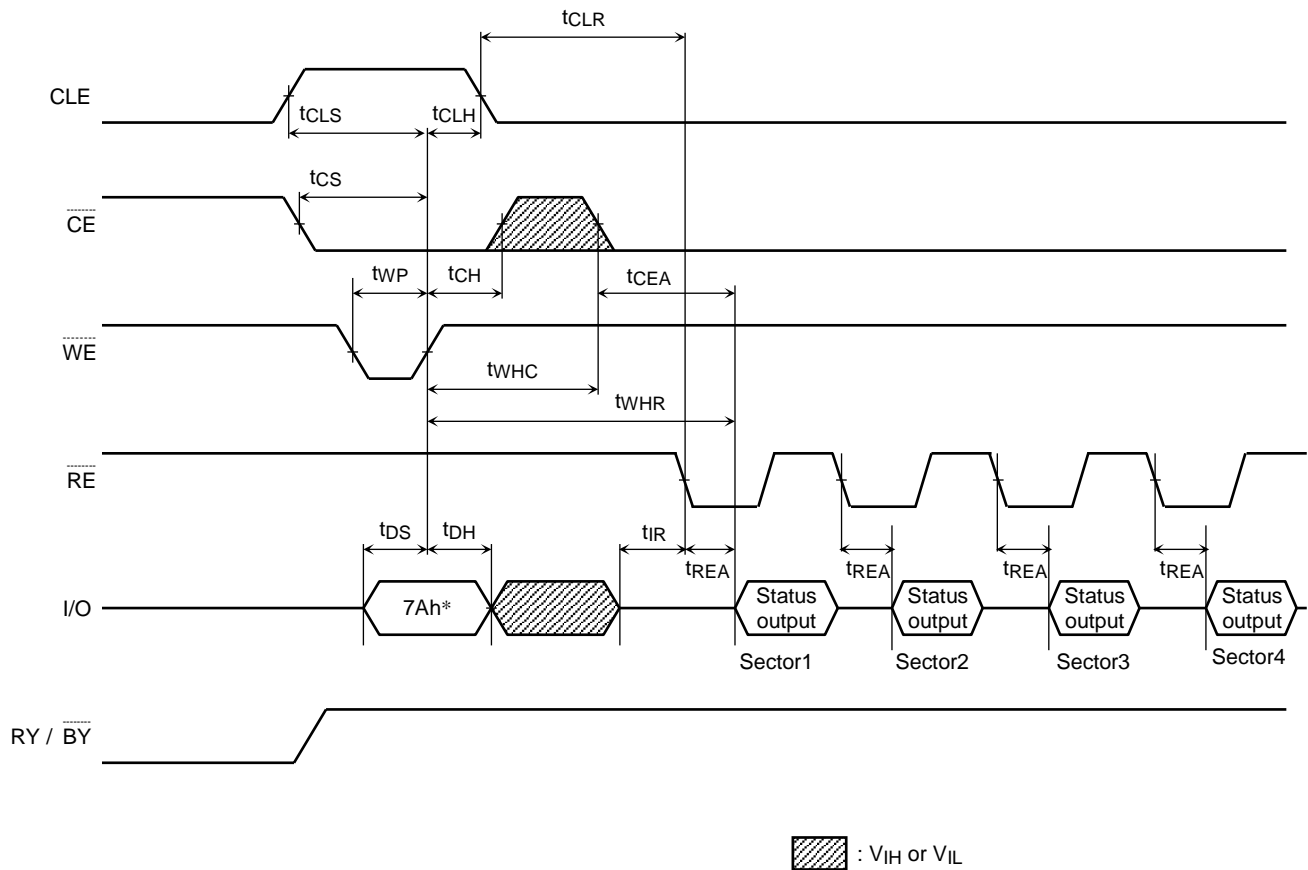 tCLR
CLE
tCLS
tCLH
tCS
CE
tWP
tCH
tCEA
WE
tWHC
tWHR
RE
tDS
tDH
tIR
tREA
tREA
tREA
tREA
I/O
7Ah*
Status
output
Status
output
Status
output
Status
output
Sector1
Sector2
Sector3
Sector4
RY / BY
: VIH or VIL